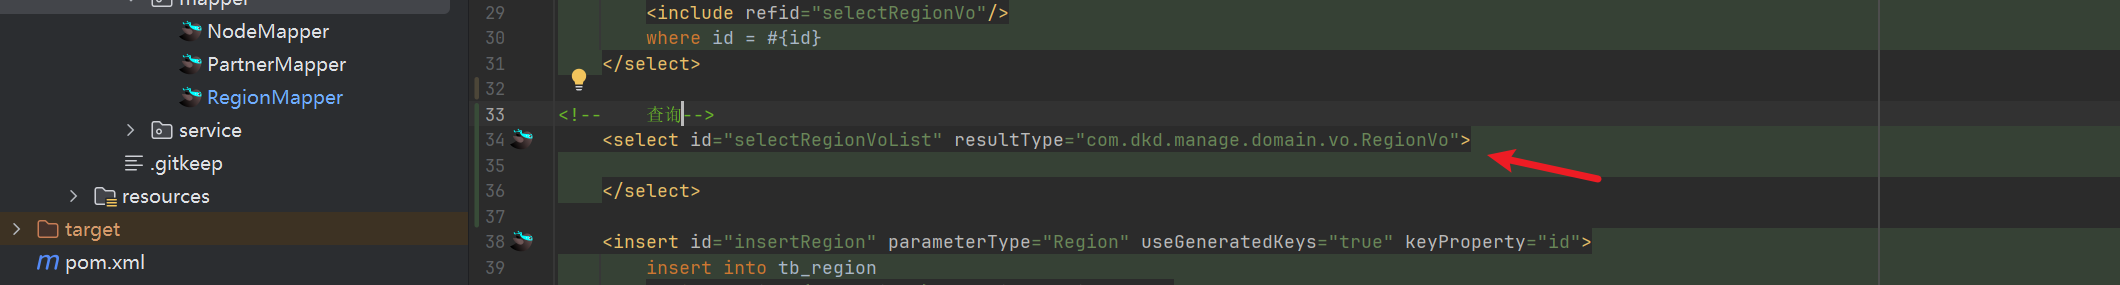 mapper
NodeMapper
PartnerMapper
RegionMapper
service
.gitkeep
resources
target
pom.xml
29 <include refid="selectRegionVo"/>
30 where id = #{id}
31 </select>
32
33 <!-- 查询-->
34 <select id="selectRegionVoList" resultType="com.dkd.manage.domain.vo.RegionVo">
35
36 </select>
37
38 <insert id="insertRegion" parameterType="Region" useGeneratedKeys="true" keyProperty="id">
39 insert into tb_region